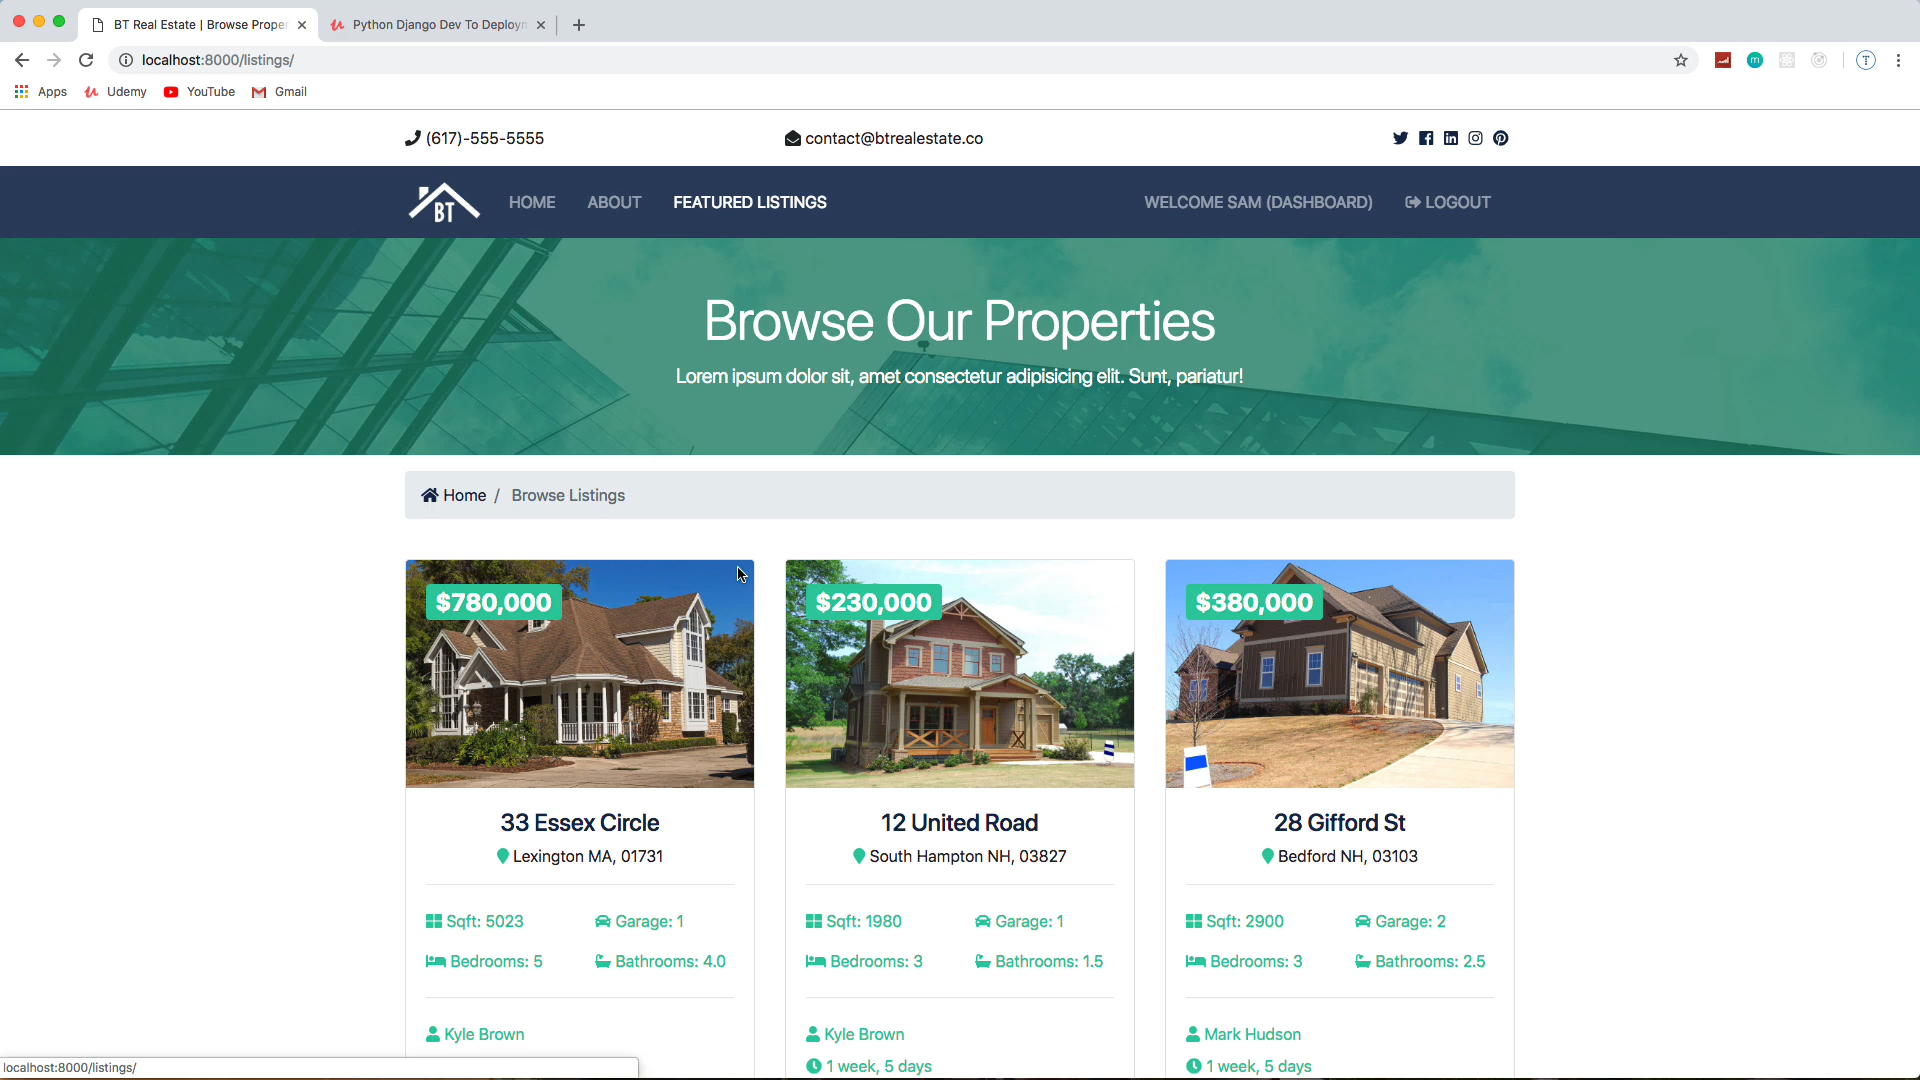 BT Real Estate | Browse Proper
Python Django Dev To Deploym
localhost:8000/listings/
Apps
Udemy
YouTube
Gmail
(617)-555-5555
contact@btrealestate.co
BT
HOME
ABOUT
FEATURED LISTINGS
WELCOME SAM (DASHBOARD)
LOGOUT
Browse Our Properties
Lorem ipsum dolor sit, amet consectetur adipisicing elit. Sunt, pariatur!
Home / Browse Listings
$780,000
33 Essex Circle
Lexington MA, 01731
Sqft: 5023
Garage: 1
Bedrooms: 5
Bathrooms: 4.0
Kyle Brown
$230,000
12 United Road
South Hampton NH, 03827
Sqft: 1980
Garage: 1
Bedrooms: 3
Bathrooms: 1.5
Kyle Brown
1 week, 5 days
$380,000
28 Gifford St
Bedford NH, 03103
Sqft: 2900
Garage: 2
Bedrooms: 3
Bathrooms: 2.5
Mark Hudson
1 week, 5 days
localhost:8000/listings/